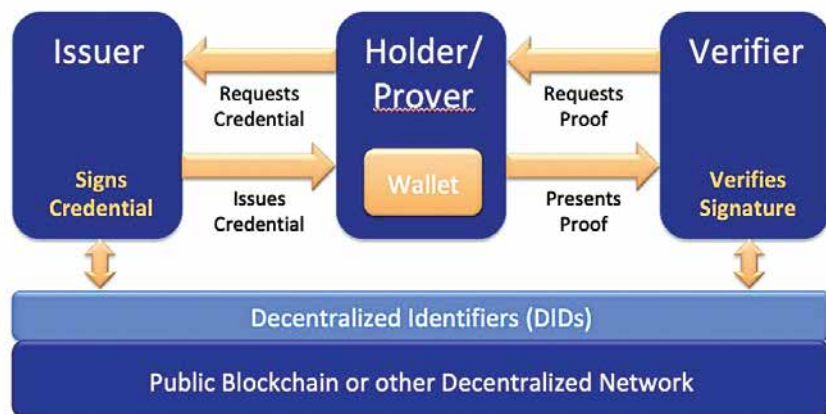 Issuer
Holder/
Prover
Verifier
Requests
Credential
Requests
Proof
Signs
Credential
Issues
Credential
Wallet
Presents
Proof
Verifies
Signature
Decentralized Identifiers (DIDs)
Public Blockchain or other Decentralized Network